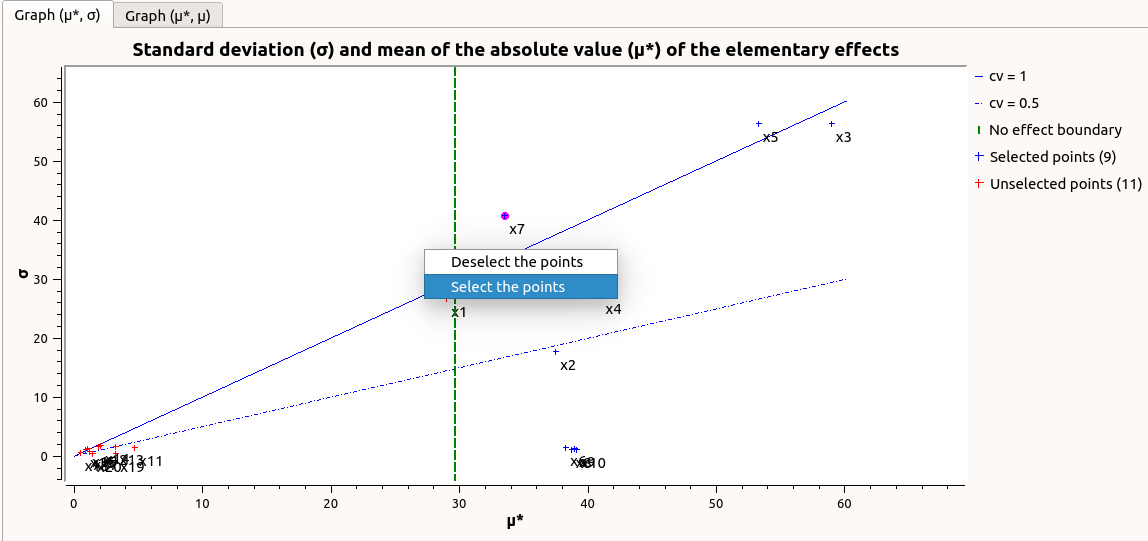 Graph (μ*, σ) Graph (μ*, μ)
Standard deviation (σ) and mean of the absolute value (μ*) of the elementary effects
cv = 1
cv = 0.5
No effect boundary
Selected points (9)
Unselected points (11)
σ
60
50
40
30
20
10
0
x5
x3
x7
Deselect the points
Select the points
x1
x4
x2
x11
x19
x10
0 10 20 30 40 50 60
μ*